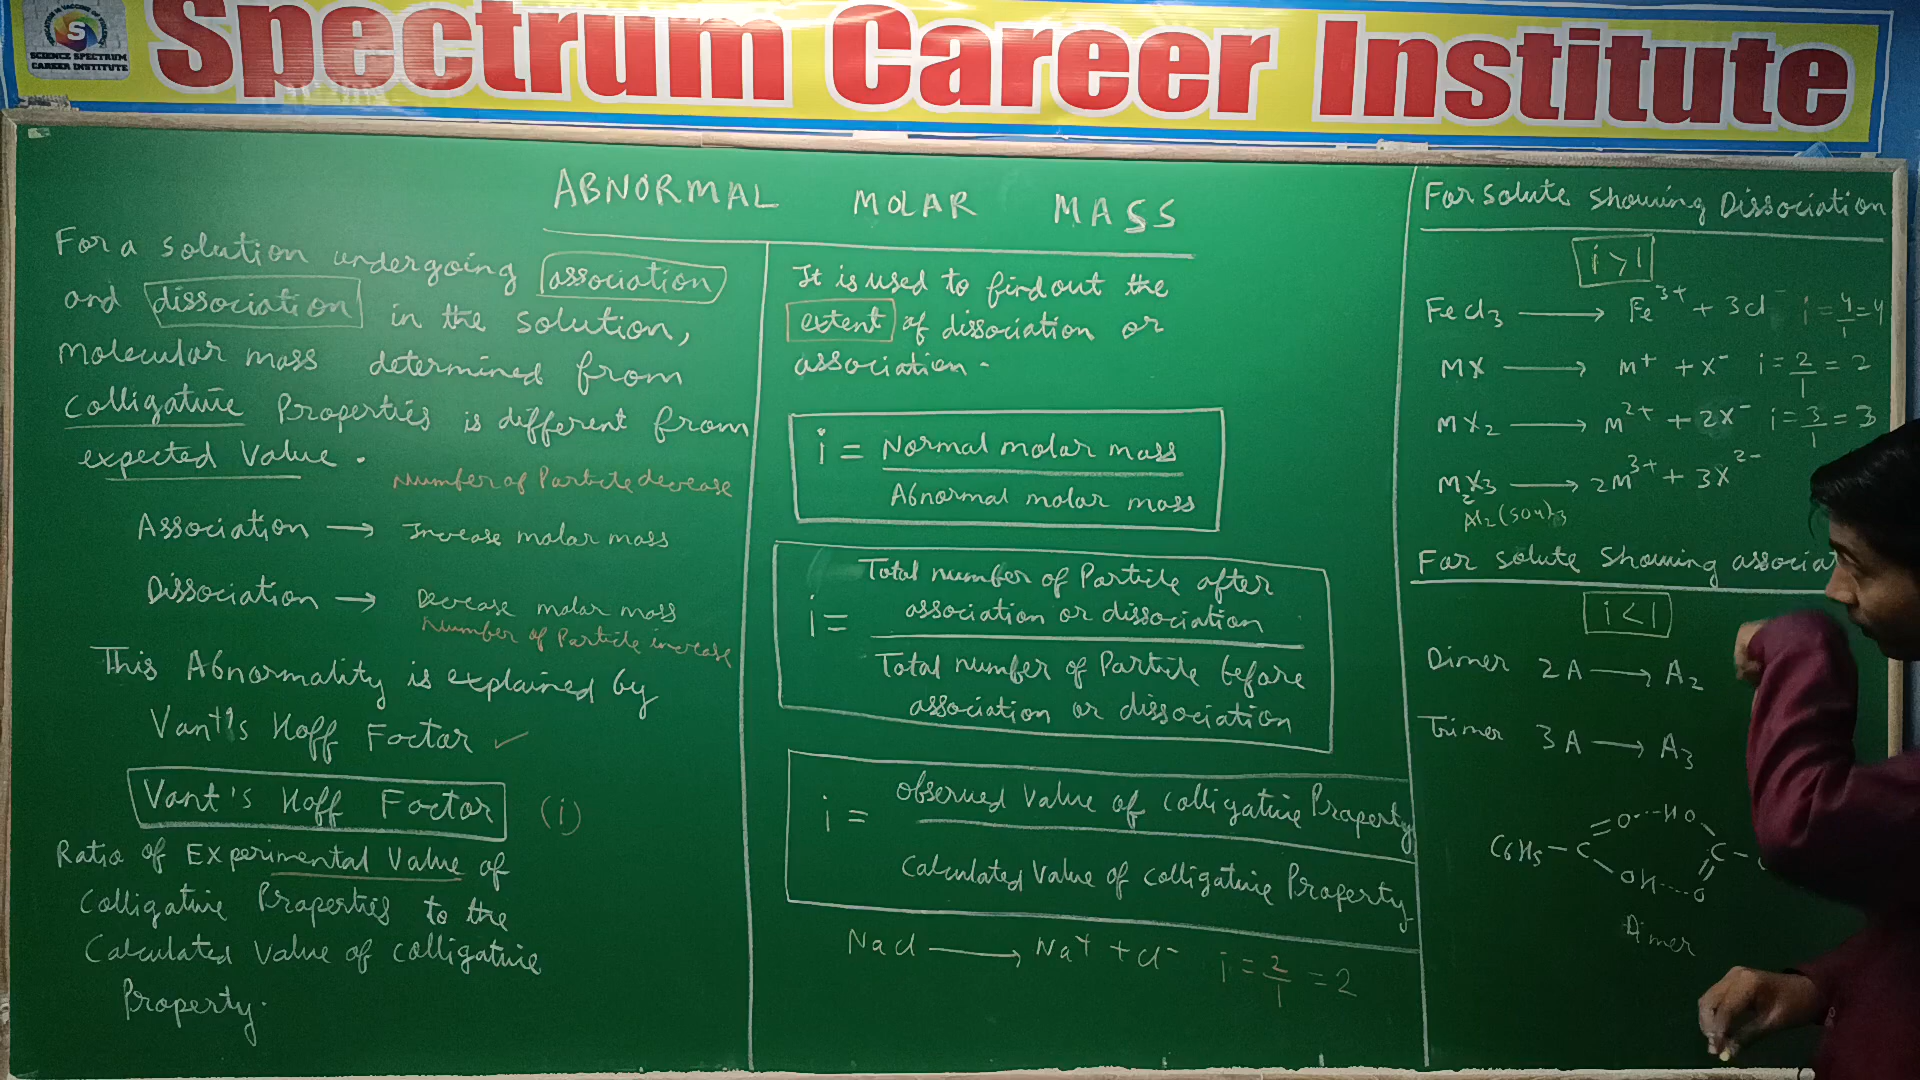 Spectrum Career Institute
SCIENCE SPECTRUM
CAREER INSTITUTE
ABNORMAL MOLAR MASS
For a solution undergoing association
and dissociation in the solution,
Molecular mass determined from
Colligative Properties is different from
expected Value.
Number of Particle decrease
Association → Increase molar mass
Dissociation → Decrease molar mass
Number of Particle increase
This Abnormality is explained by
Vant's Hoff Factor ✓
Vant's Hoff Factor (i)
Ratio of Experimental Value of
Colligative Properties to the
Calculated Value of colligative
Property.
It is used to find out the
extent of dissociation or
association.
i = Normal molar mass
Abnormal molar mass
Total number of Particle after
association or dissociation
i =
Total number of Particle before
association or dissociation
i = observed Value of colligative Property
Calculated Value of colligative Property
NaCl → Na⁺ + Cl⁻ i = 2/1 = 2
For solute showing Dissociation
i > 1
FeCl₃ → Fe³⁺ + 3Cl⁻ i = 4/1 = 4
MX → M⁺ + X⁻ i = 2/1 = 2
MX₂ → M²⁺ + 2X⁻ i = 3/1 = 3
M₂X₃ → 2M³⁺ + 3X²⁻
Al₂(SO₄)₃
For solute showing associat
i < 1
Dimer 2A → A₂
Trimer 3A → A₃
O---HO
C₆H₅ – C C –
OH---O
Dimer